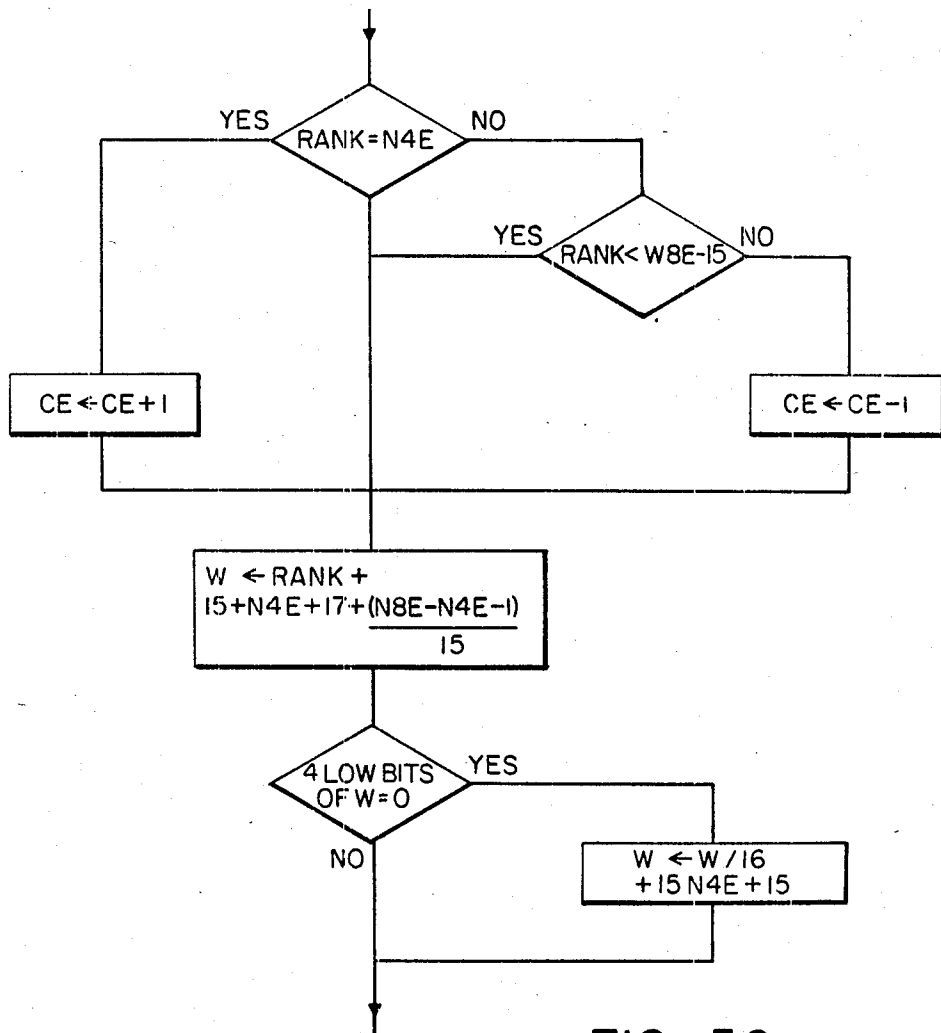 YES
RANK=N4E
NO
YES
RANK< W8E-15
NO
CE ← CE+1
CE ← CE-1
W ← RANK +
15+N4E+17+(N8E-N4E-1)
15
4 LOW BITS
OF W=0
YES
NO
W ← W/16
+15 N4E+15